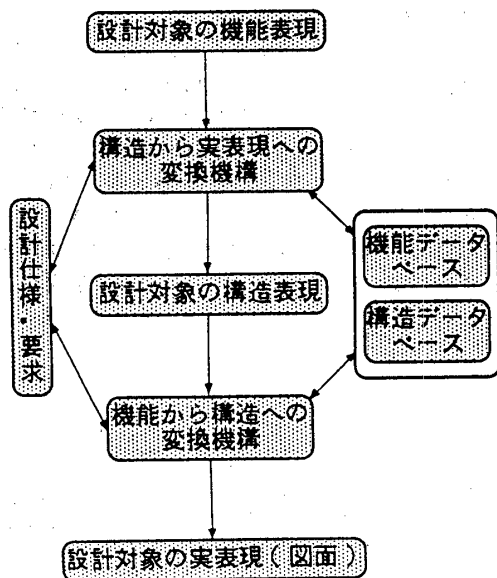 設計対象の機能表現
構造から実表現への
変換機構
設計仕様・要求
機能データ
ベース
設計対象の構造表現
構造データ
ベース
機能から構造への
変換機構
設計対象の実表現(図面)